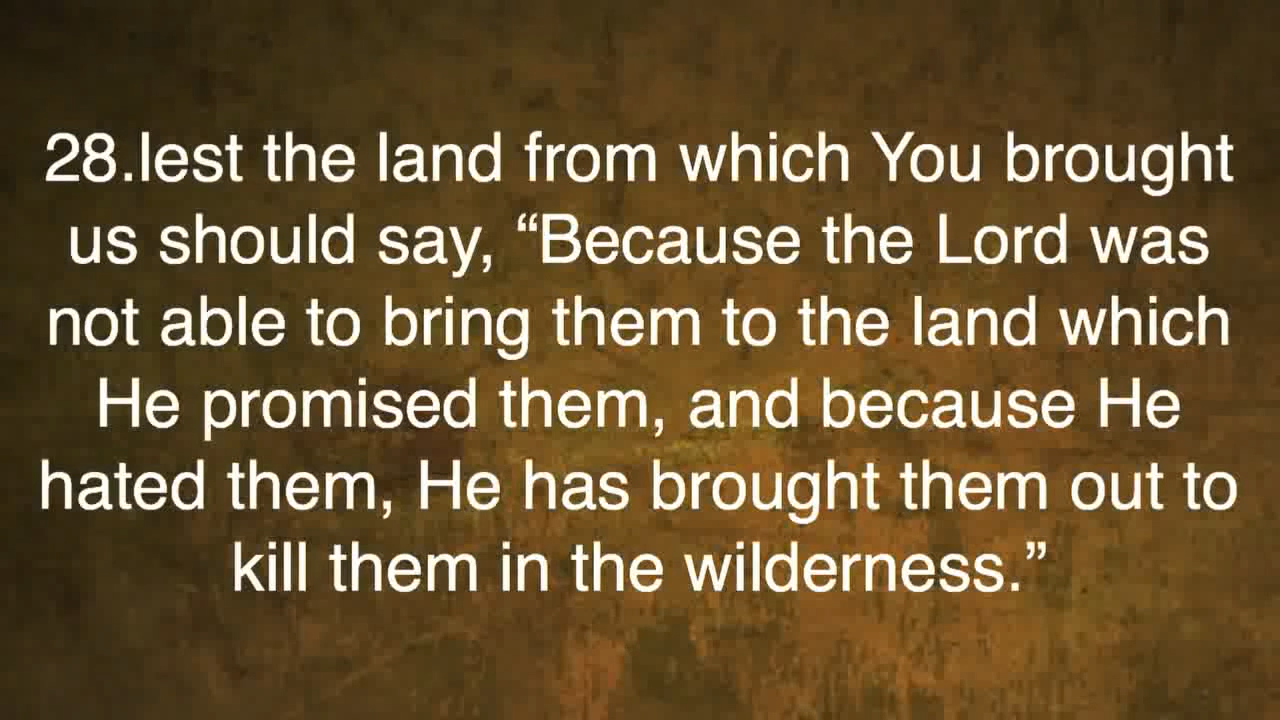 28.lest the land from which You brought
us should say, “Because the Lord was
not able to bring them to the land which
He promised them, and because He
hated them, He has brought them out to
kill them in the wilderness.”